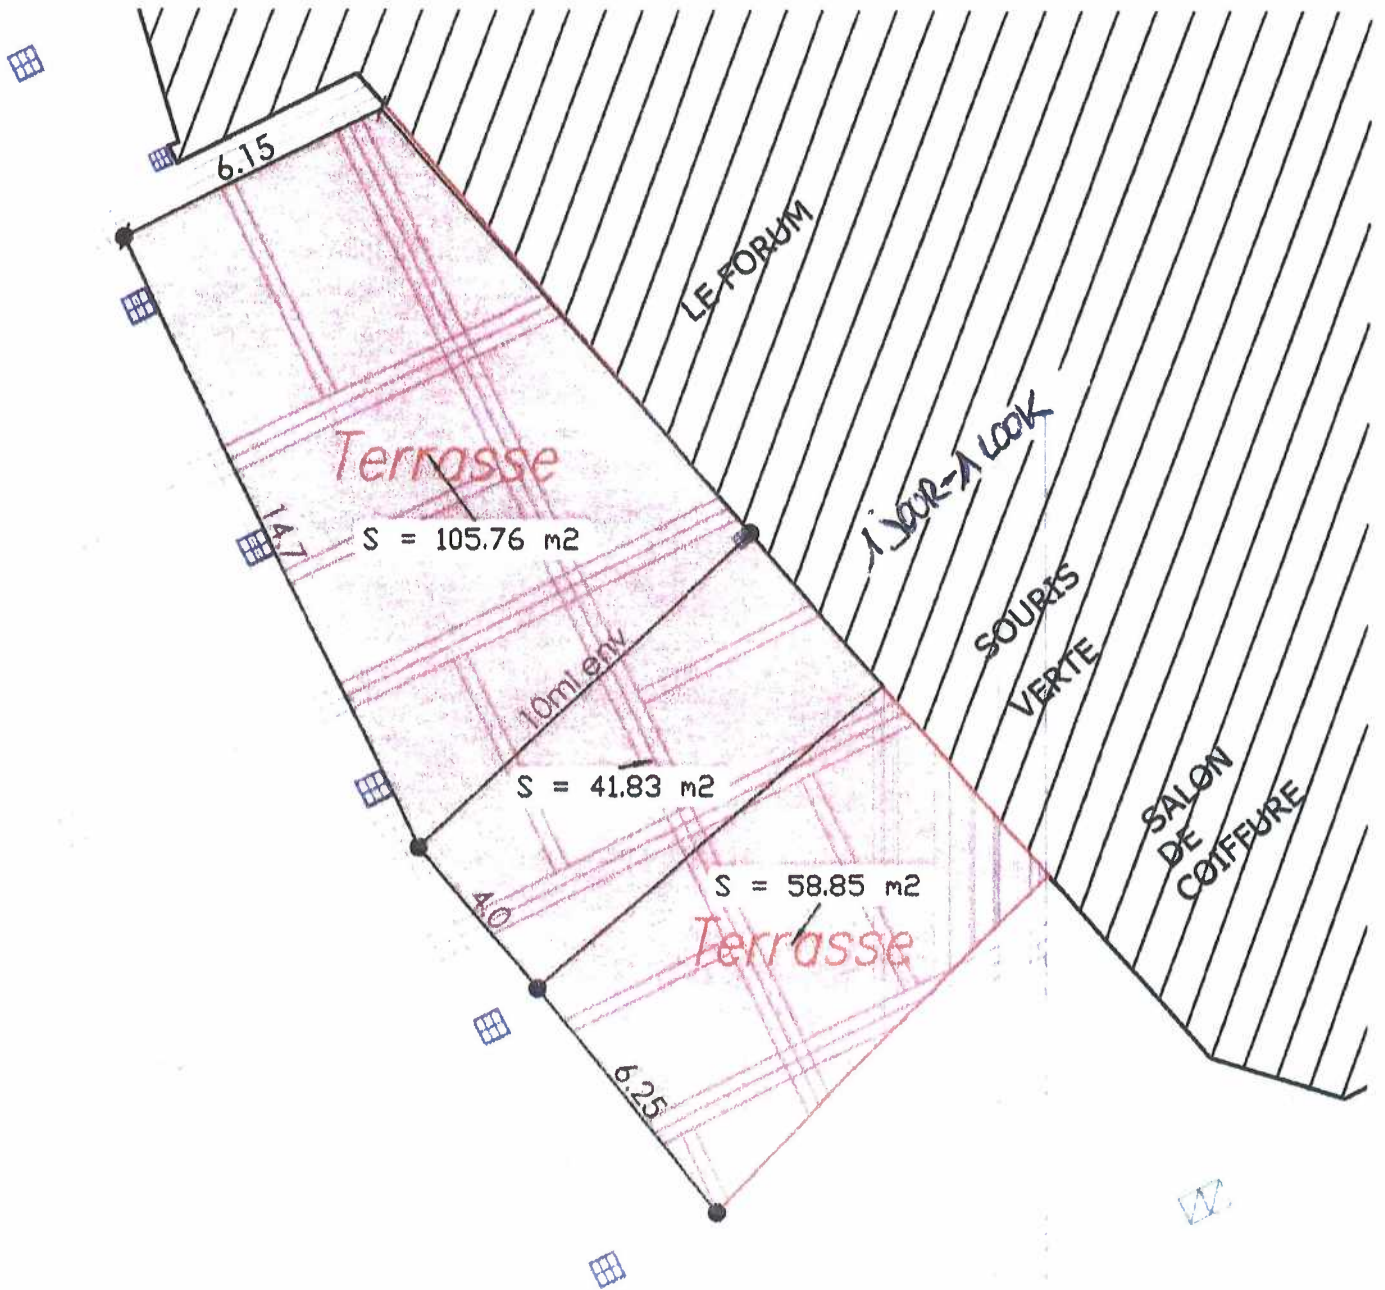 6.15
LE FORUM
1 JOUR-1 LOOK
Terrasse
S = 105.76 m2
14.7
SOURIS
VERTE
10ml env
S = 41.83 m2
SALON
DE
COIFFURE
4.0
S = 58.85 m2
Terrasse
6.25